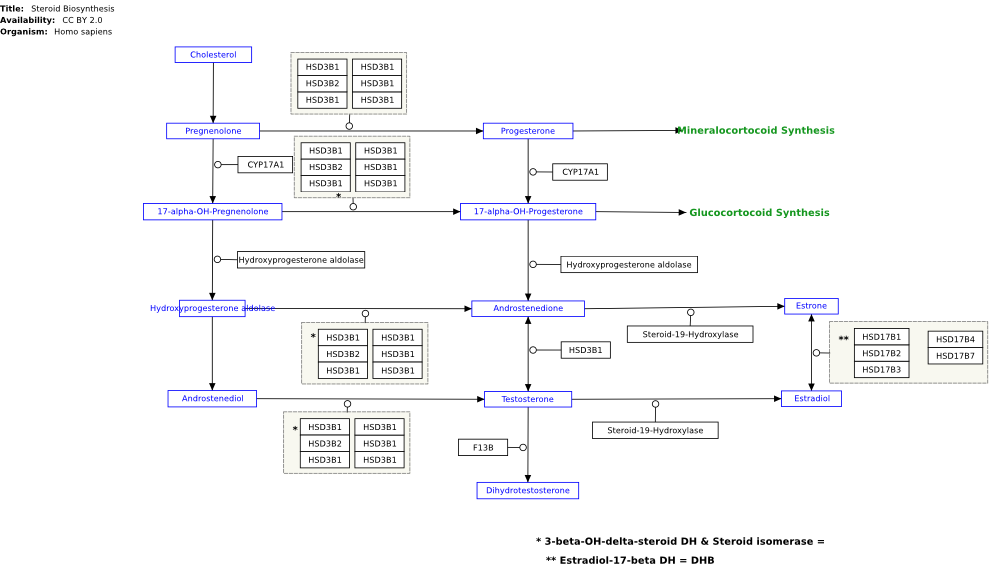 Title: Steroid Biosynthesis
Availability: CC BY 2.0
Organism: Homo sapiens
Cholesterol
HSD3B1 HSD3B1
HSD3B2 HSD3B1
HSD3B1 HSD3B1
Pregnenolone
Progesterone
Mineralocortocoid Synthesis
HSD3B1 HSD3B1
HSD3B2 HSD3B1
HSD3B1 HSD3B1
*
CYP17A1
CYP17A1
17-alpha-OH-Pregnenolone
17-alpha-OH-Progesterone
Glucocortocoid Synthesis
Hydroxyprogesterone aldolase
Hydroxyprogesterone aldolase
Hydroxyprogesterone aldolase
Androstenedione
Estrone
* HSD3B1 HSD3B1
HSD3B2 HSD3B1
HSD3B1 HSD3B1
Steroid-19-Hydroxylase
HSD3B1
** HSD17B1 HSD17B4
HSD17B2 HSD17B7
HSD17B3
Androstenediol
Testosterone
Estradiol
* HSD3B1 HSD3B1
HSD3B2 HSD3B1
HSD3B1 HSD3B1
Steroid-19-Hydroxylase
F13B
Dihydrotestosterone
* 3-beta-OH-delta-steroid DH & Steroid isomerase =
** Estradiol-17-beta DH = DHB